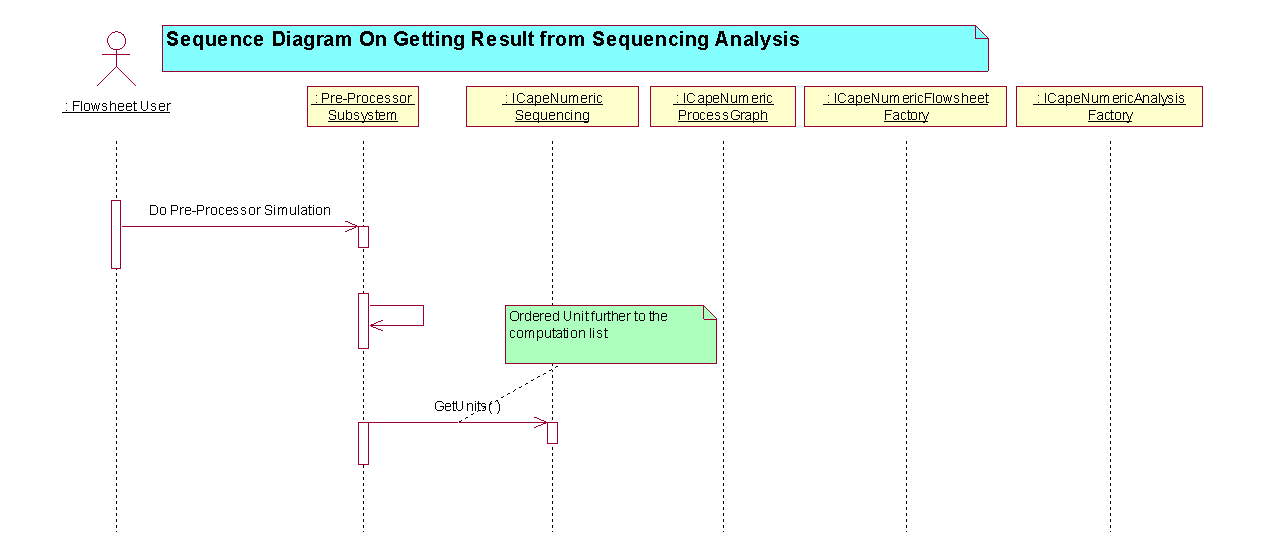 Sequence Diagram On Getting Result from Sequencing Analysis
: Flowsheet User
: Pre-Processor
Subsystem
: ICapeNumeric
Sequencing
: ICapeNumeric
ProcessGraph
: ICapeNumericFlowsheet
Factory
: ICapeNumericAnalysis
Factory
Do Pre-Processor Simulation
Ordered Unit further to the
computation list
GetUnits( )